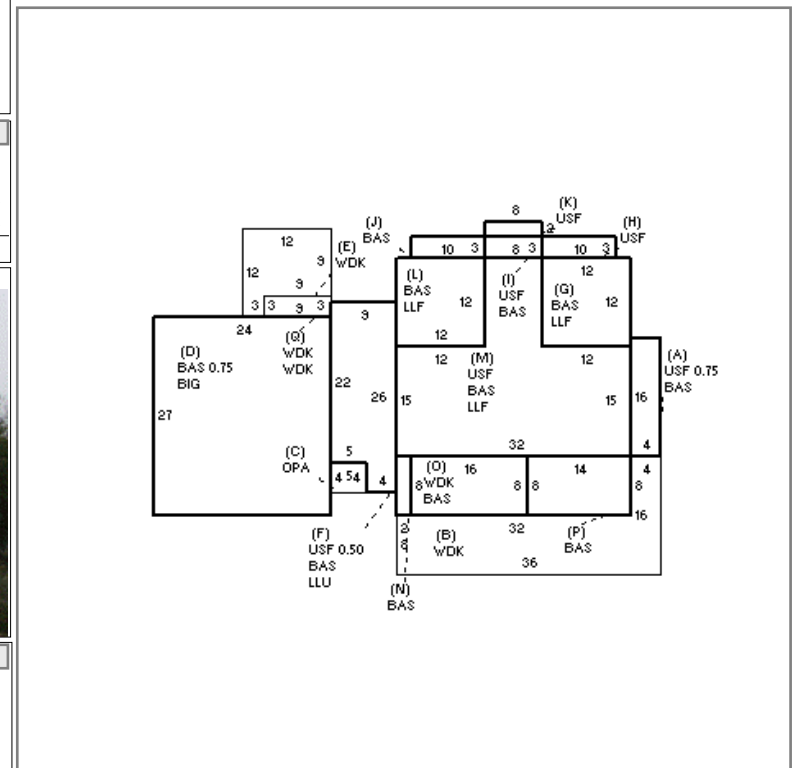 8
(K)
USF
2
(J)
BAS
(H)
USF
12
(E)
WDK
9
10 3 8 3 10 3
12
12
(L)
BAS
LLF
(I)
USF
BAS
(G)
BAS
LLF
9
12
12
3 3 9 3
9
24
(Q)
WDK
WDK
12
12
12
(M)
USF
BAS
LLF
(D)
BAS 0.75
BIG
(A)
USF 0.75
BAS
22
26
15
15
16
27
5
32
4
(C)
OPA
4 5 4
4
8
(O)
WDK
BAS
16
8
8
14
4
8
16
(F)
USF 0.50
BAS
LLU
2
8
(B)
WDK
32
(P)
BAS
36
(N)
BAS